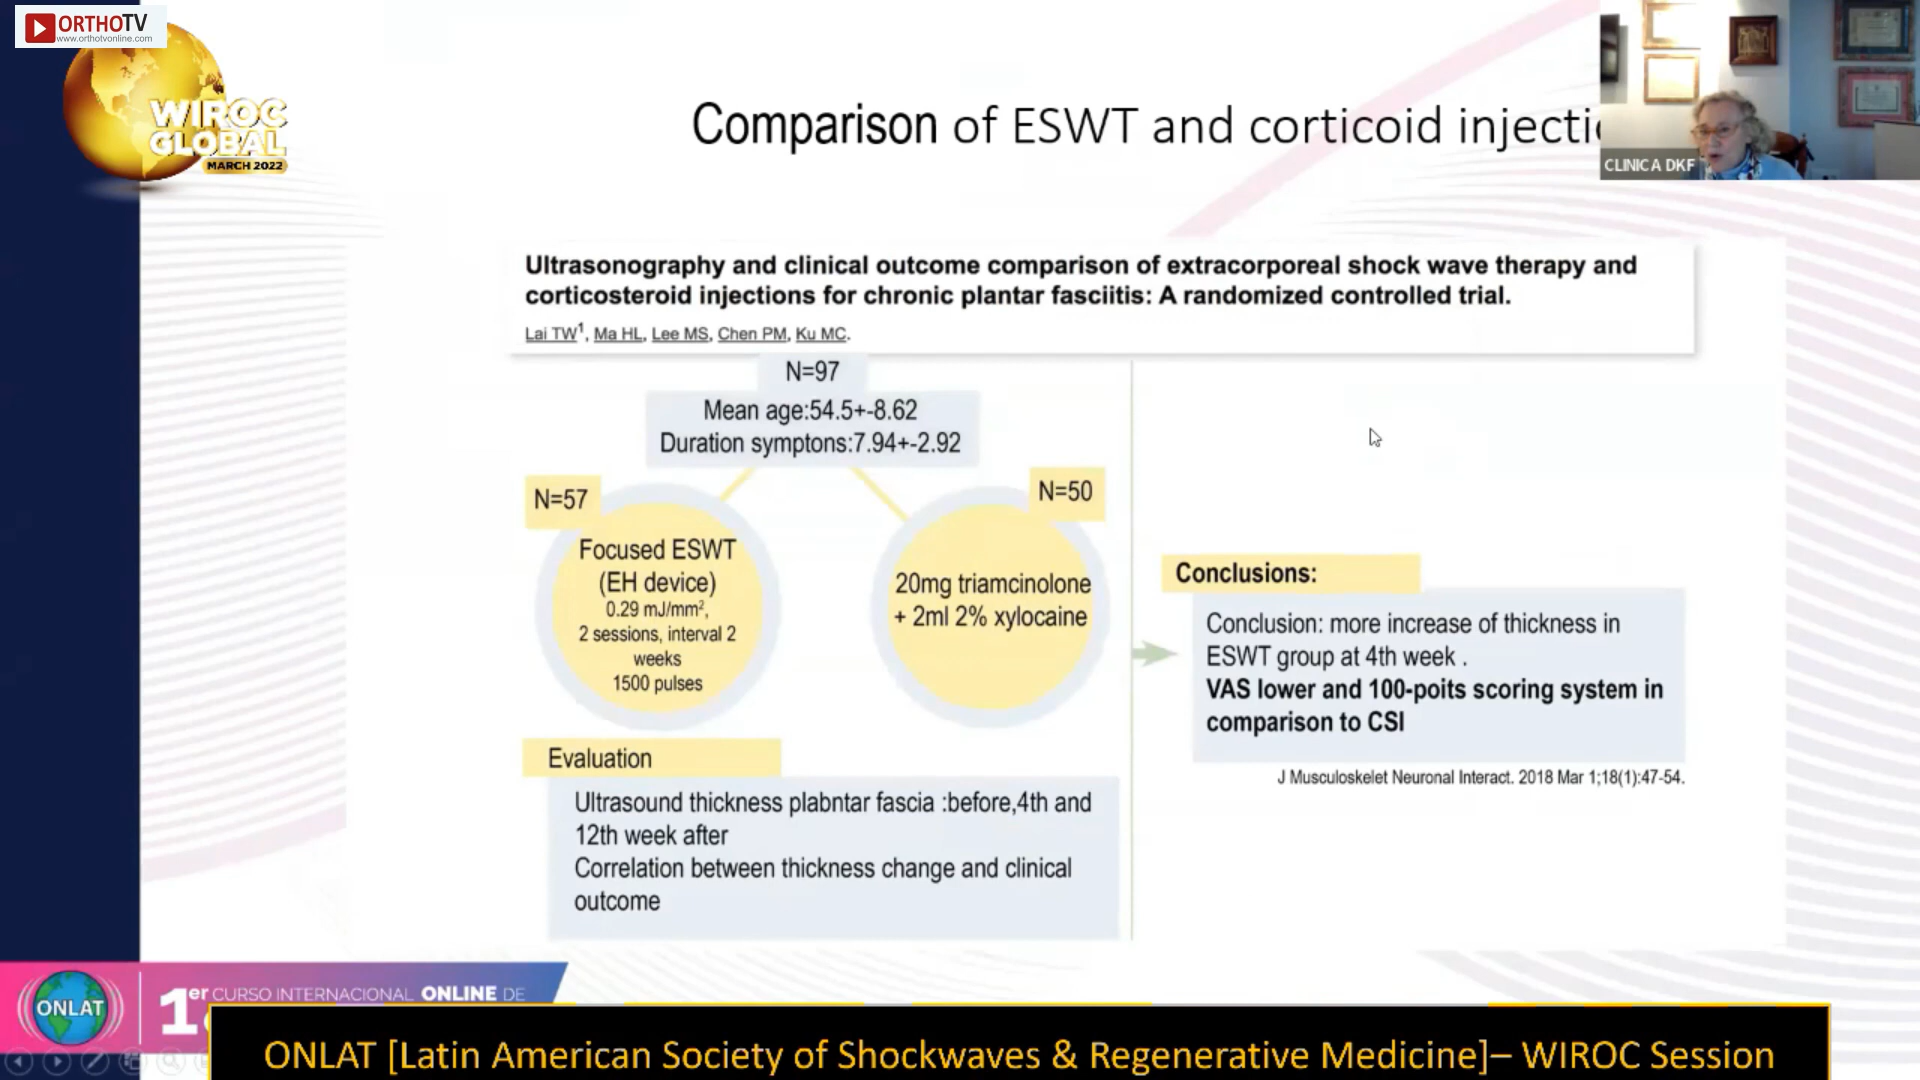 ORTHOTV
www.orthotvonline.com
WIROC
GLOBAL
MARCH 2022
Comparison of ESWT and corticoid injecti
CLINICA DKF
Ultrasonography and clinical outcome comparison of extracorporeal shock wave therapy and
corticosteroid injections for chronic plantar fasciitis: A randomized controlled trial.
Lai TW1, Ma HL, Lee MS, Chen PM, Ku MC.
N=97
Mean age:54.5+-8.62
Duration symptons:7.94+-2.92
N=57
N=50
Focused ESWT
(EH device)
0.29 mJ/mm²,
2 sessions, interval 2
weeks
1500 pulses
20mg triamcinolone
+ 2ml 2% xylocaine
Conclusions:
Conclusion: more increase of thickness in
ESWT group at 4th week .
VAS lower and 100-poits scoring system in
comparison to CSI
J Musculoskelet Neuronal Interact. 2018 Mar 1;18(1):47-54.
Evaluation
Ultrasound thickness plabntar fascia :before,4th and
12th week after
Correlation between thickness change and clinical
outcome
ONLAT
1er CURSO INTERNACIONAL ONLINE DE
ONLAT [Latin American Society of Shockwaves & Regenerative Medicine]– WIROC Session